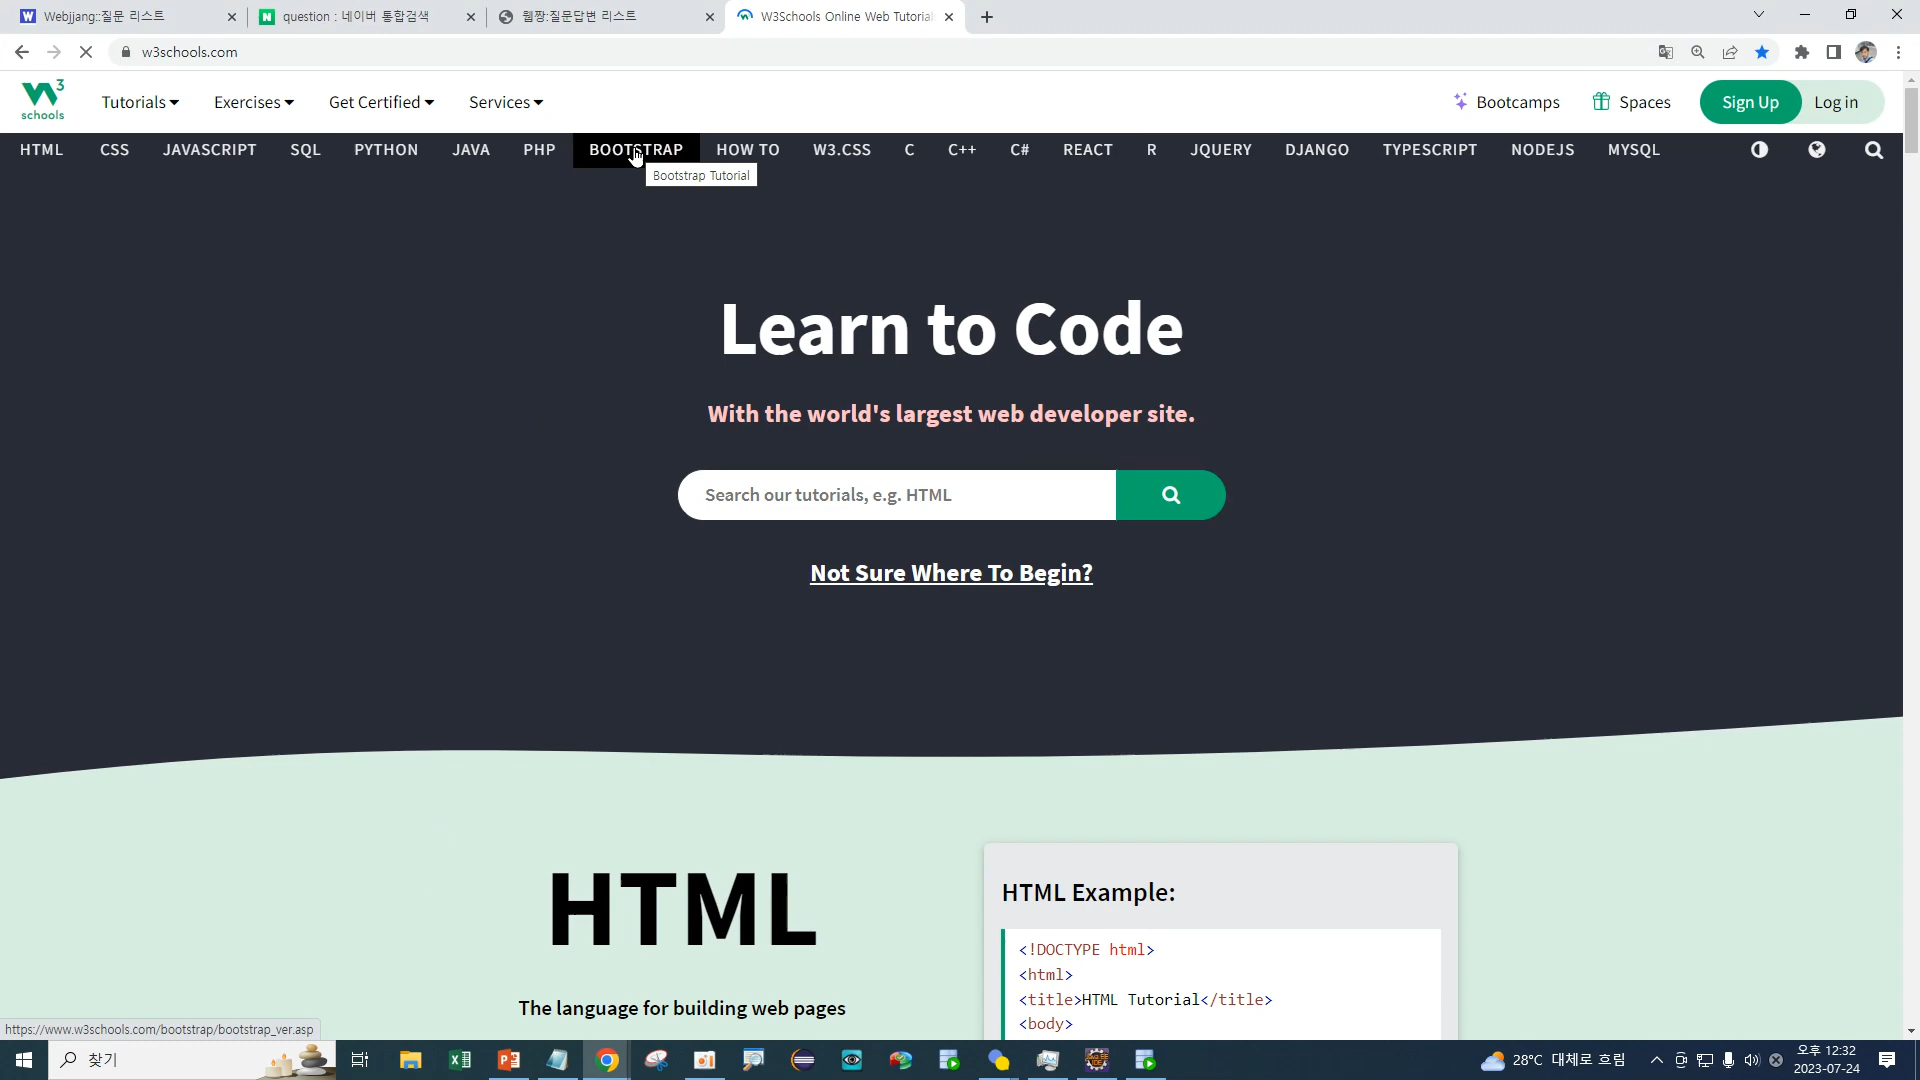 Webjjang::질문 리스트
question : 네이버 통합검색
웹짱:질문답변 리스트
W3Schools Online Web Tutorial
w3schools.com
3
schools
Tutorials
Exercises
Get Certified
Services
Bootcamps
Spaces
Sign Up
Log in
HTML
CSS
JAVASCRIPT
SQL
PYTHON
JAVA
PHP
BOOTSTRAP
HOW TO
W3.CSS
C
C++
C#
REACT
R
JQUERY
DJANGO
TYPESCRIPT
NODEJS
MYSQL
Bootstrap Tutorial
Learn to Code
With the world's largest web developer site.
Search our tutorials, e.g. HTML
Not Sure Where To Begin?
HTML
The language for building web pages
HTML Example:
<!DOCTYPE html>
<html>
<title>HTML Tutorial</title>
<body>
https://www.w3schools.com/bootstrap/bootstrap_ver.asp
찾기
28°C 대체로 흐림
오후 12:32
2023-07-24